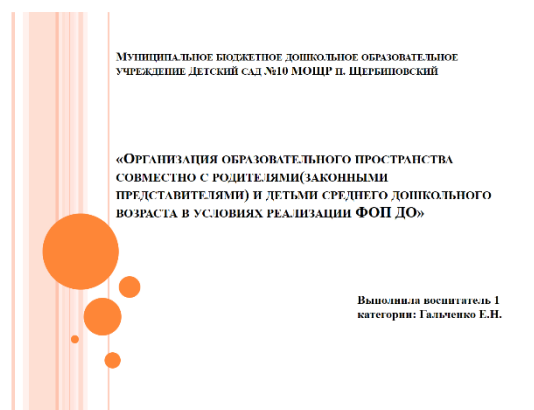 Муниципальное бюджетное дошкольное образовательное
учреждение Детский сад №10 МОЩР п. Щербиновский
«Организация образовательного пространства
совместно с родителями(законными
представителями) и детьми среднего дошкольного
возраста в условиях реализации ФОП ДО»
Выполнила воспитатель 1
категории: Гальченко Е.Н.